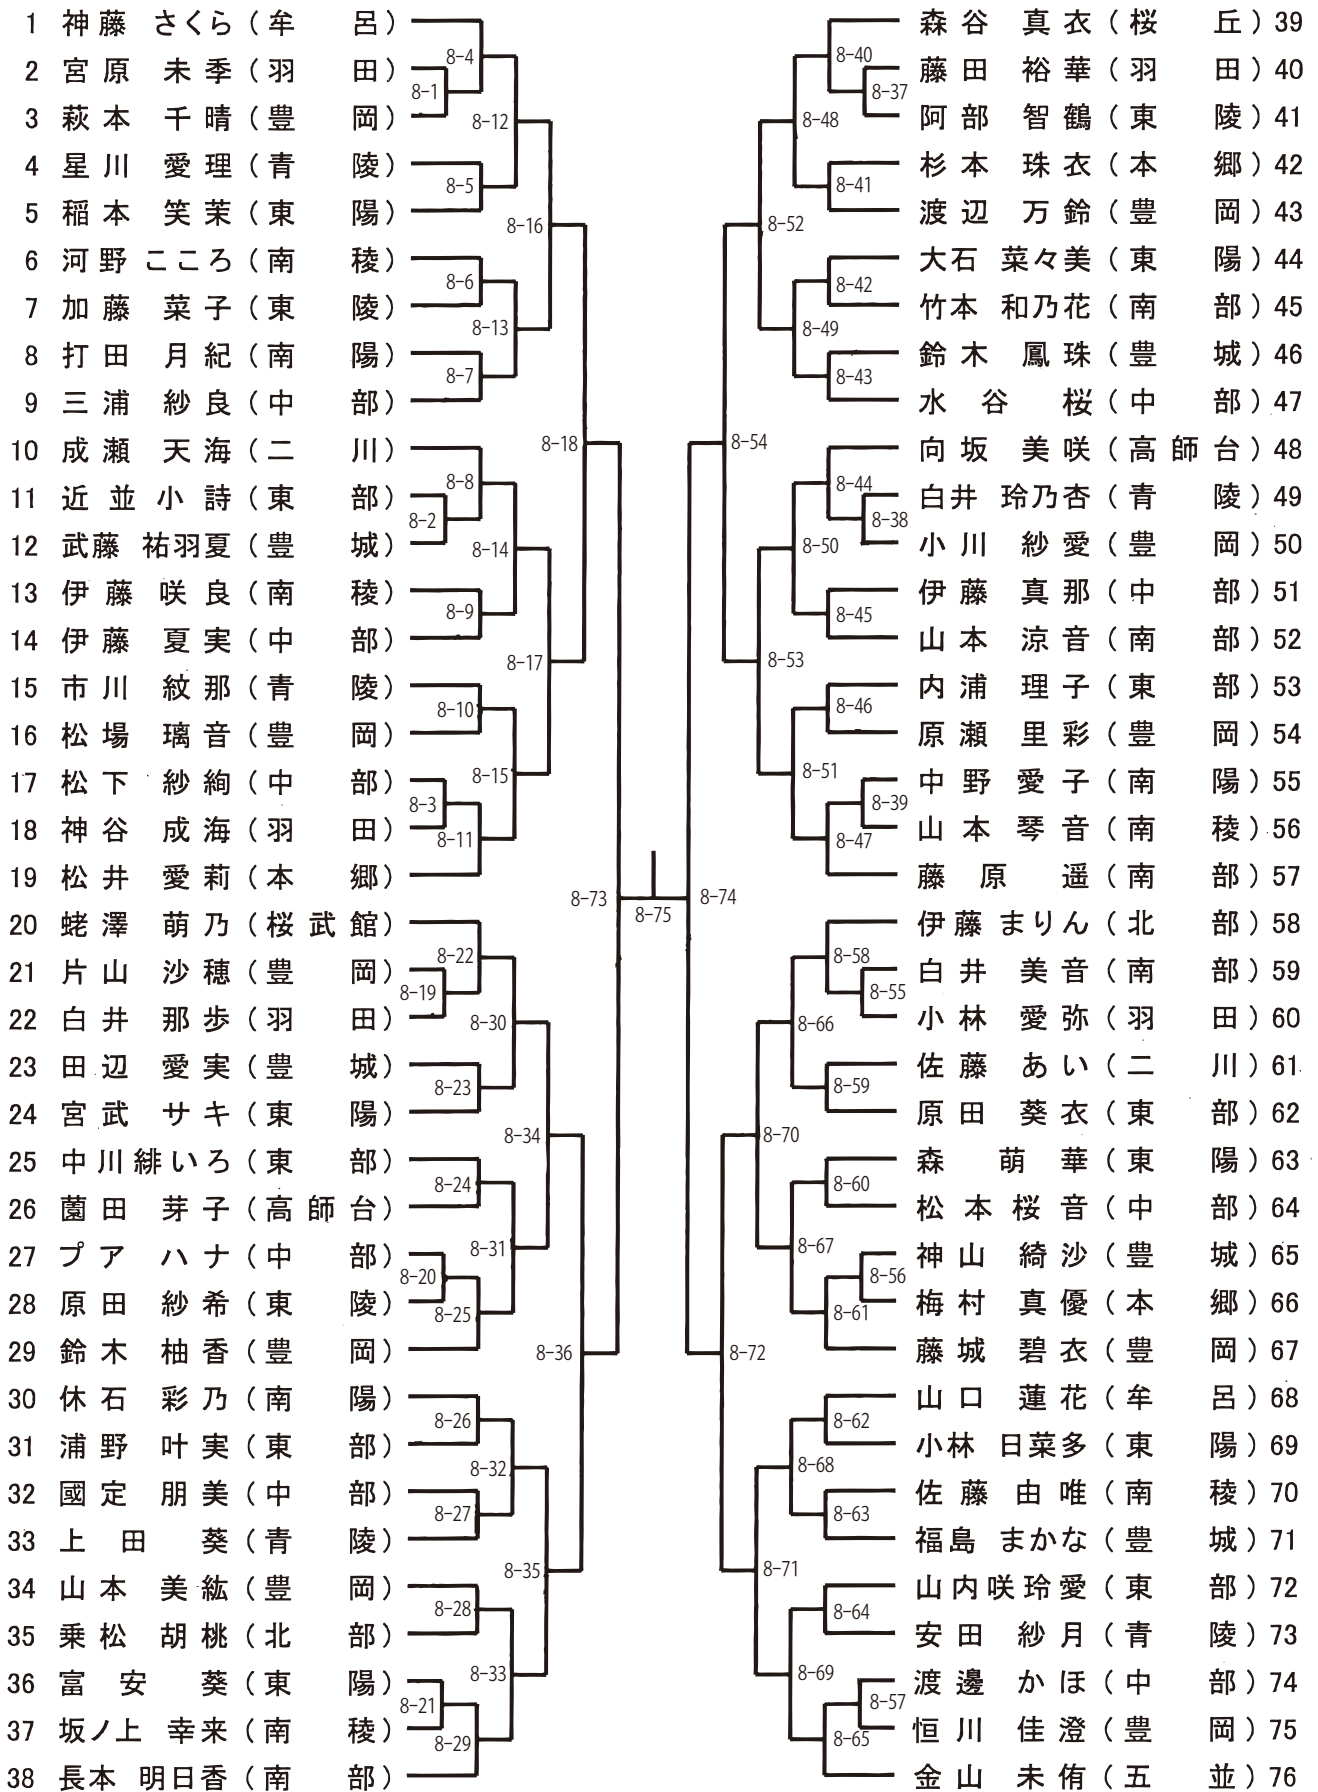 1 神藤 さくら(牟呂)
2 宮原 未季(羽田)
3 萩本 千晴(豊岡)
4 星川 愛理(青陵)
5 稲本 笑茉(東陽)
6 河野 こころ(南稜)
7 加藤 菜子(東陵)
8 打田 月紀(南陽)
9 三浦 紗良(中部)
10 成瀬 天海(二川)
11 近並 小詩(東部)
12 武藤 祐羽夏(豊城)
13 伊藤 咲良(南稜)
14 伊藤 夏実(中部)
15 市川 紋那(青陵)
16 松場 璃音(豊岡)
17 松下 紗絢(中部)
18 神谷 成海(羽田)
19 松井 愛莉(本郷)
20 蛯澤 萌乃(桜武館)
21 片山 沙穂(豊岡)
22 白井 那歩(羽田)
23 田辺 愛実(豊城)
24 宮武 サキ(東陽)
25 中川 緋いろ(東部)
26 薗田 芽子(高師台)
27 プア ハナ(中部)
28 原田 紗希(東陵)
29 鈴木 柚香(豊岡)
30 休石 彩乃(南陽)
31 浦野 叶実(東部)
32 國定 朋美(中部)
33 上田 葵(青陵)
34 山本 美紘(豊岡)
35 乗松 胡桃(北部)
36 富安 葵(東陽)
37 坂ノ上 幸来(南稜)
38 長本 明日香(南部)
8-1
8-2
8-3
8-19
8-20
8-21
8-4
8-5
8-6
8-7
8-8
8-9
8-10
8-11
8-22
8-23
8-24
8-25
8-26
8-27
8-28
8-29
8-12
8-13
8-14
8-15
8-30
8-31
8-32
8-33
8-16
8-17
8-34
8-35
8-18
8-36
8-73
8-75
8-74
8-54
8-72
8-52
8-53
8-70
8-71
8-48
8-49
8-50
8-51
8-66
8-67
8-68
8-69
8-40
8-41
8-42
8-43
8-44
8-45
8-46
8-47
8-58
8-59
8-60
8-61
8-62
8-63
8-64
8-65
8-37
8-38
8-39
8-55
8-56
8-57
森谷 真衣(桜丘)39
藤田 裕華(羽田)40
阿部 智鶴(東陵)41
杉本 珠衣(本郷)42
渡辺 万鈴(豊岡)43
大石 菜々美(東陽)44
竹本 和乃花(南部)45
鈴木 鳳珠(豊城)46
水谷 桜(中部)47
向坂 美咲(高師台)48
白井 玲乃杏(青陵)49
小川 紗愛(豊岡)50
伊藤 真那(中部)51
山本 涼音(南部)52
内浦 理子(東部)53
原瀬 里彩(豊岡)54
中野 愛子(南陽)55
山本 琴音(南稜)56
藤原 遥(南部)57
伊藤 まりん(北部)58
白井 美音(南部)59
小林 愛弥(羽田)60
佐藤 あい(二川)61
原田 葵衣(東部)62
森 萌華(東陽)63
松本 桜音(中部)64
神山 綺沙(豊城)65
梅村 真優(本郷)66
藤城 碧衣(豊岡)67
山口 蓮花(牟呂)68
小林 日菜多(東陽)69
佐藤 由唯(南稜)70
福島 まかな(豊城)71
山内 咲玲愛(東部)72
安田 紗月(青陵)73
渡邊 かほ(中部)74
恒川 佳澄(豊岡)75
金山 未侑(五並)76